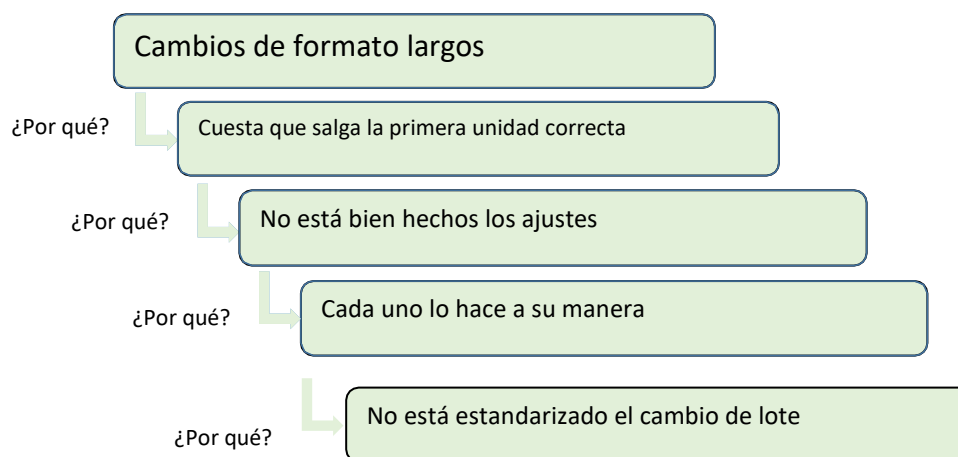 Cambios de formato largos
¿Por qué?
Cuesta que salga la primera unidad correcta
¿Por qué?
No está bien hechos los ajustes
¿Por qué?
Cada uno lo hace a su manera
¿Por qué?
No está estandarizado el cambio de lote